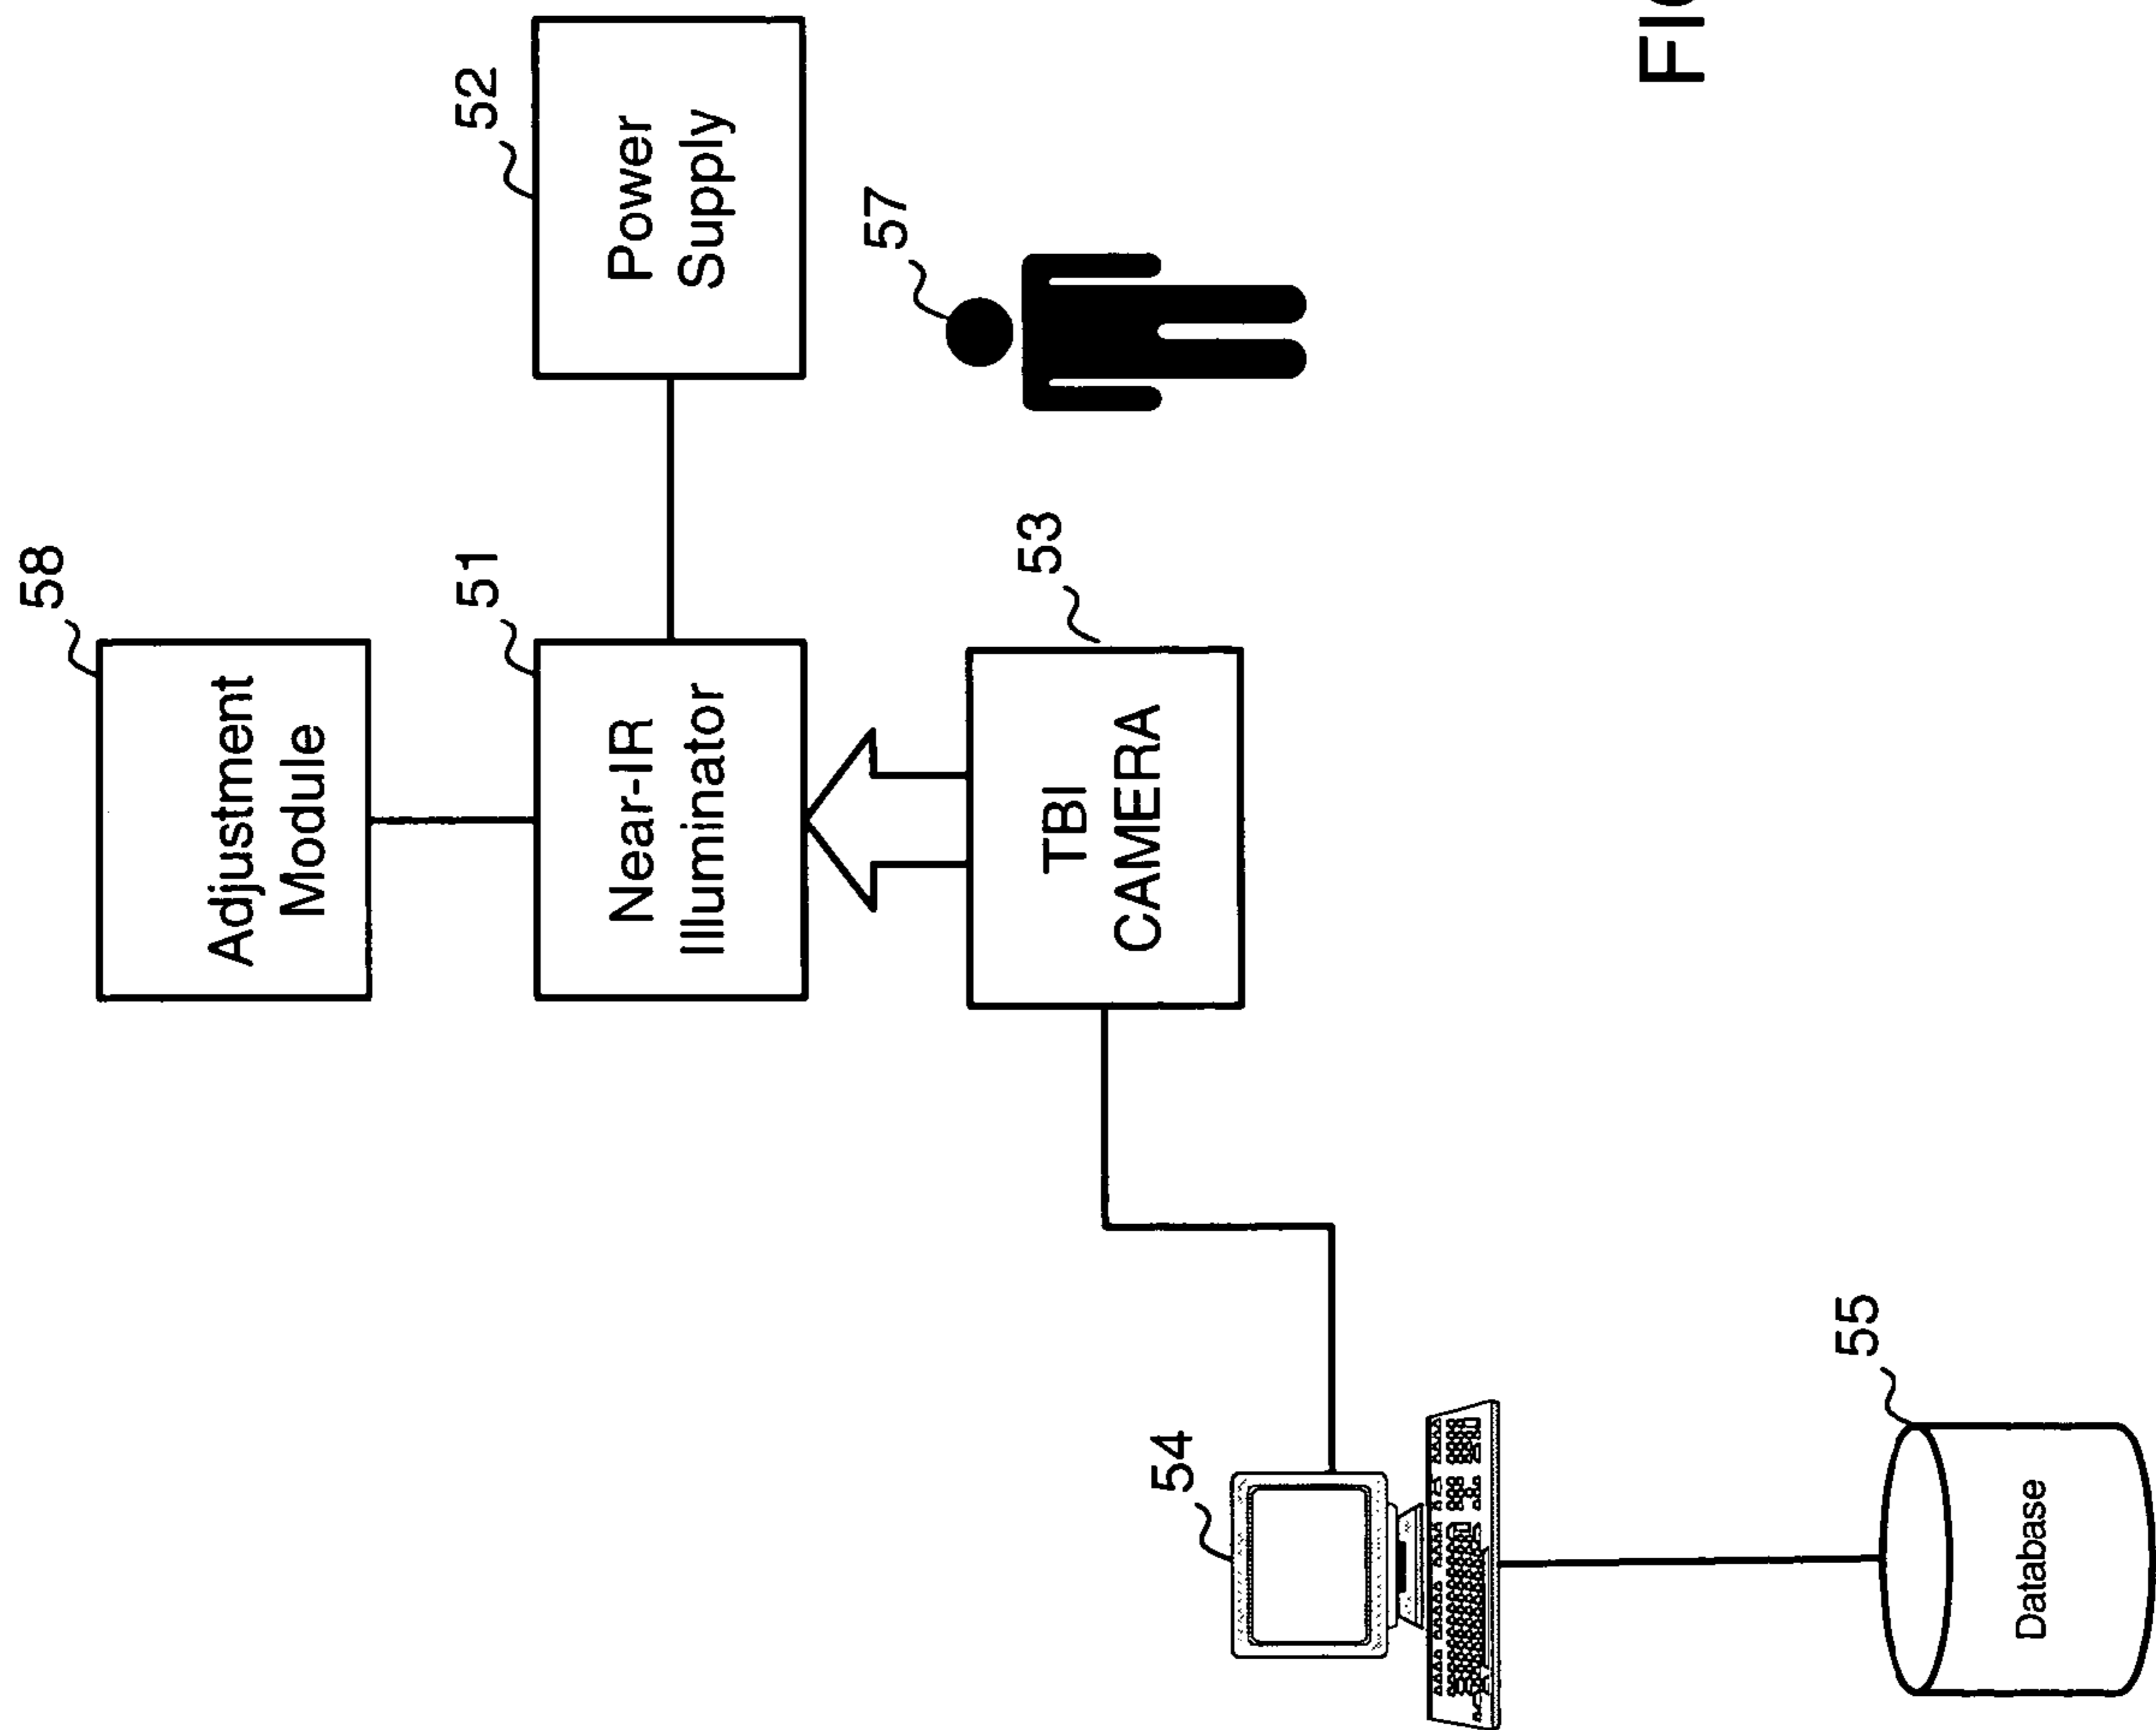 58
Adjustment
Module
51
Near-IR
Illuminator
52
Power
Supply
53
TBI
CAMERA
57
54
55
Database